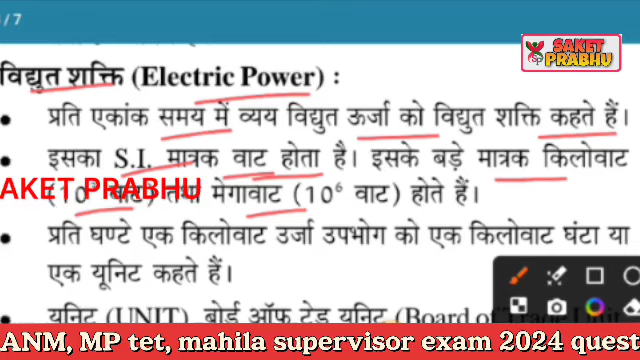 /7
SAKET
PRABHU
विद्युत शक्ति (Electric Power) :
• प्रति एकांक समय में व्यय विद्युत ऊर्जा को विद्युत शक्ति कहते हैं।
• इसका S.I. मात्रक वाट होता है। इसके बड़े मात्रक किलोवाट
AKET PRABHU
वाट) तथा मेगावाट (10⁶ वाट) होते हैं।
• प्रति घण्टे एक किलोवाट उर्जा उपभोग को एक किलोवाट घंटा या
एक यूनिट कहते हैं।
• यूनिट (UNIT) बोर्ड ऑफ ट्रेड यूनिट (Board of Trade Unit
ANM, MP tet, mahila supervisor exam 2024 quest